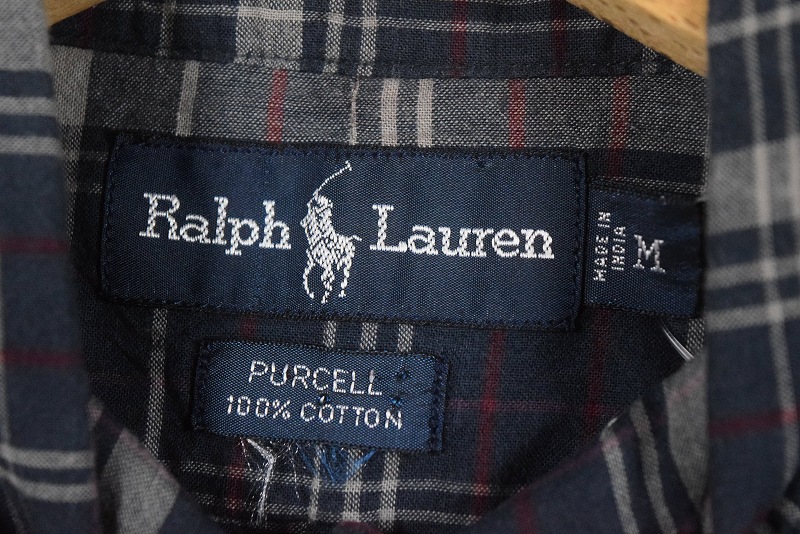 Ralph Lauren
MADE IN
INDIA
M
PURCELL
100% COTTON